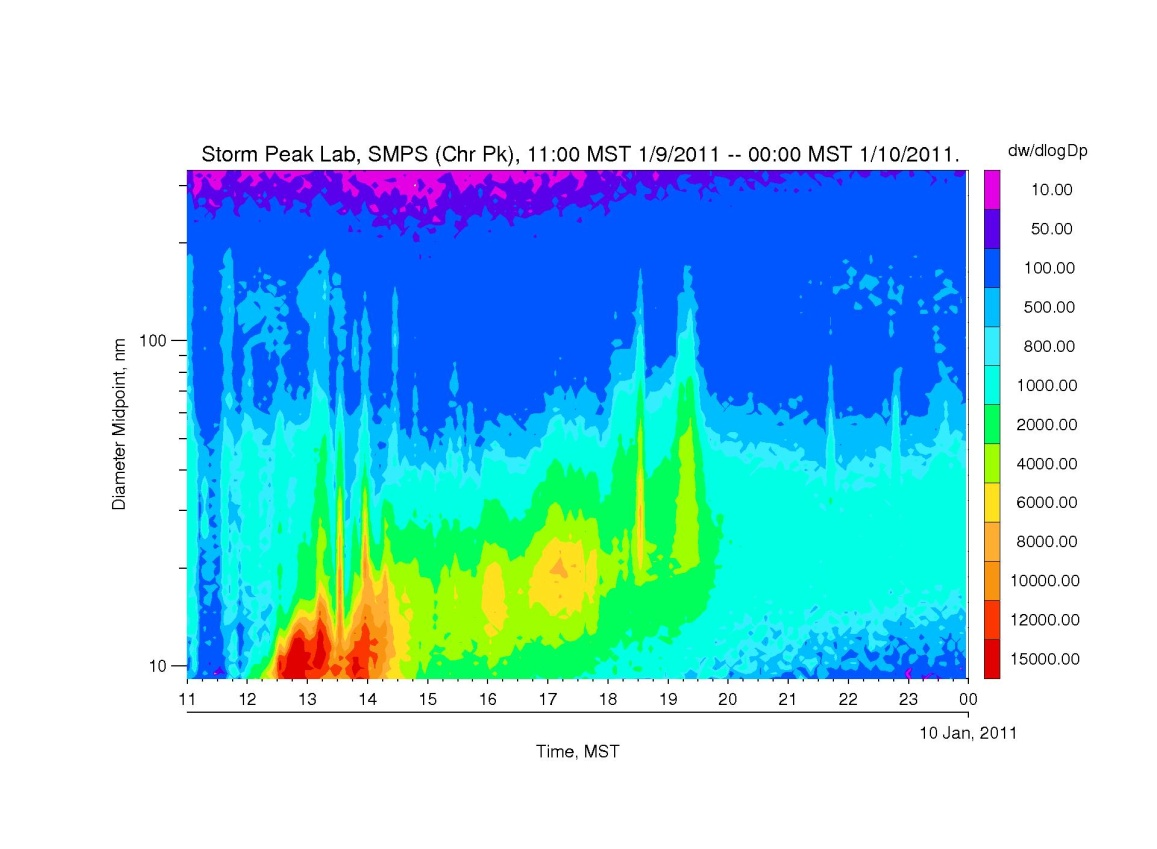 Storm Peak Lab, SMPS (Chr Pk), 11:00 MST 1/9/2011 -- 00:00 MST 1/10/2011.
dw/dlogDp
10.00
50.00
100.00
500.00
800.00
1000.00
2000.00
4000.00
6000.00
8000.00
10000.00
12000.00
15000.00
Diameter Midpoint, nm
100
10
11 12 13 14 15 16 17 18 19 20 21 22 23 00
10 Jan, 2011
Time, MST